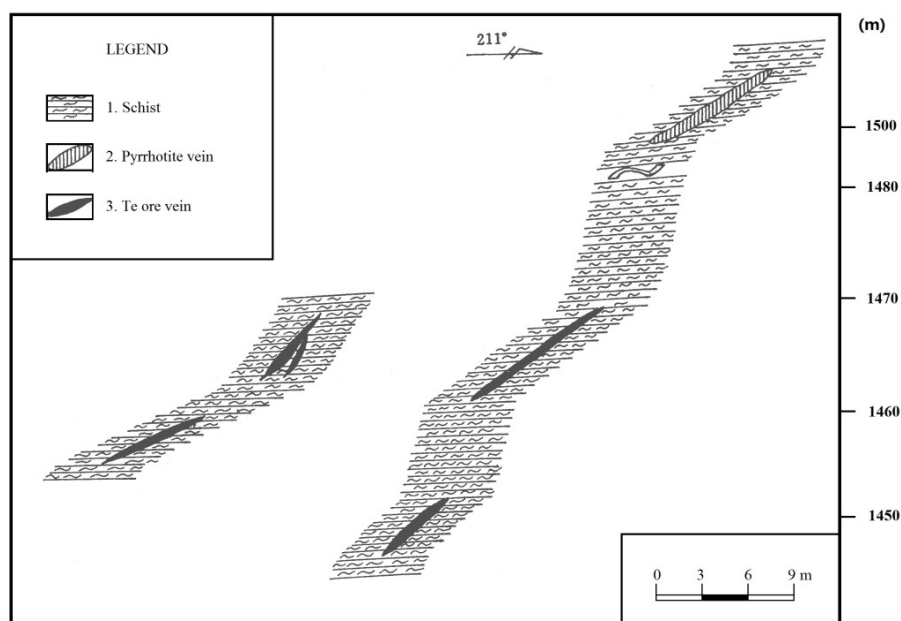 LEGEND
1. Schist
2. Pyrrhotite vein
3. Te ore vein
211°
(m)
1500
1480
1470
1460
1450
0 3 6 9 m